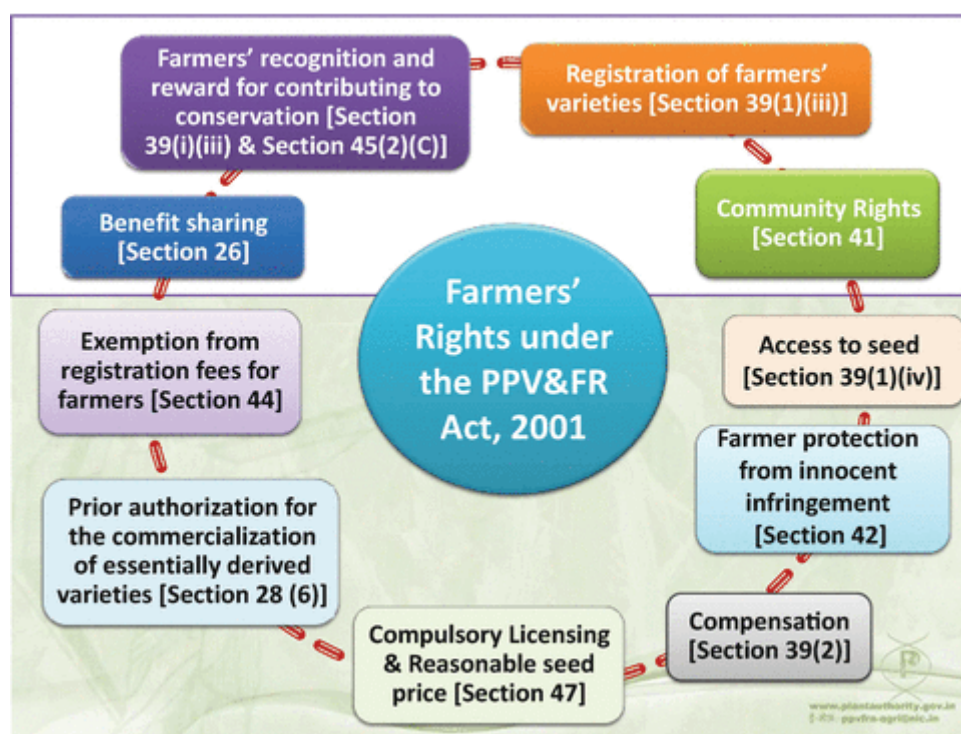 Farmers’ recognition and
reward for contributing to
conservation [Section
39(i)(iii) & Section 45(2)(C)]
Registration of farmers’
varieties [Section 39(1)(iii)]
Benefit sharing
[Section 26]
Community Rights
[Section 41]
Farmers’
Rights under
the PPV&FR
Act, 2001
Exemption from
registration fees for
farmers [Section 44]
Access to seed
[Section 39(1)(iv)]
Farmer protection
from innocent
infringement
[Section 42]
Prior authorization for
the commercialization
of essentially derived
varieties [Section 28 (6)]
Compulsory Licensing
& Reasonable seed
price [Section 47]
Compensation
[Section 39(2)]
www.plantauthority.gov.in
ppvfra-agri@nic.in